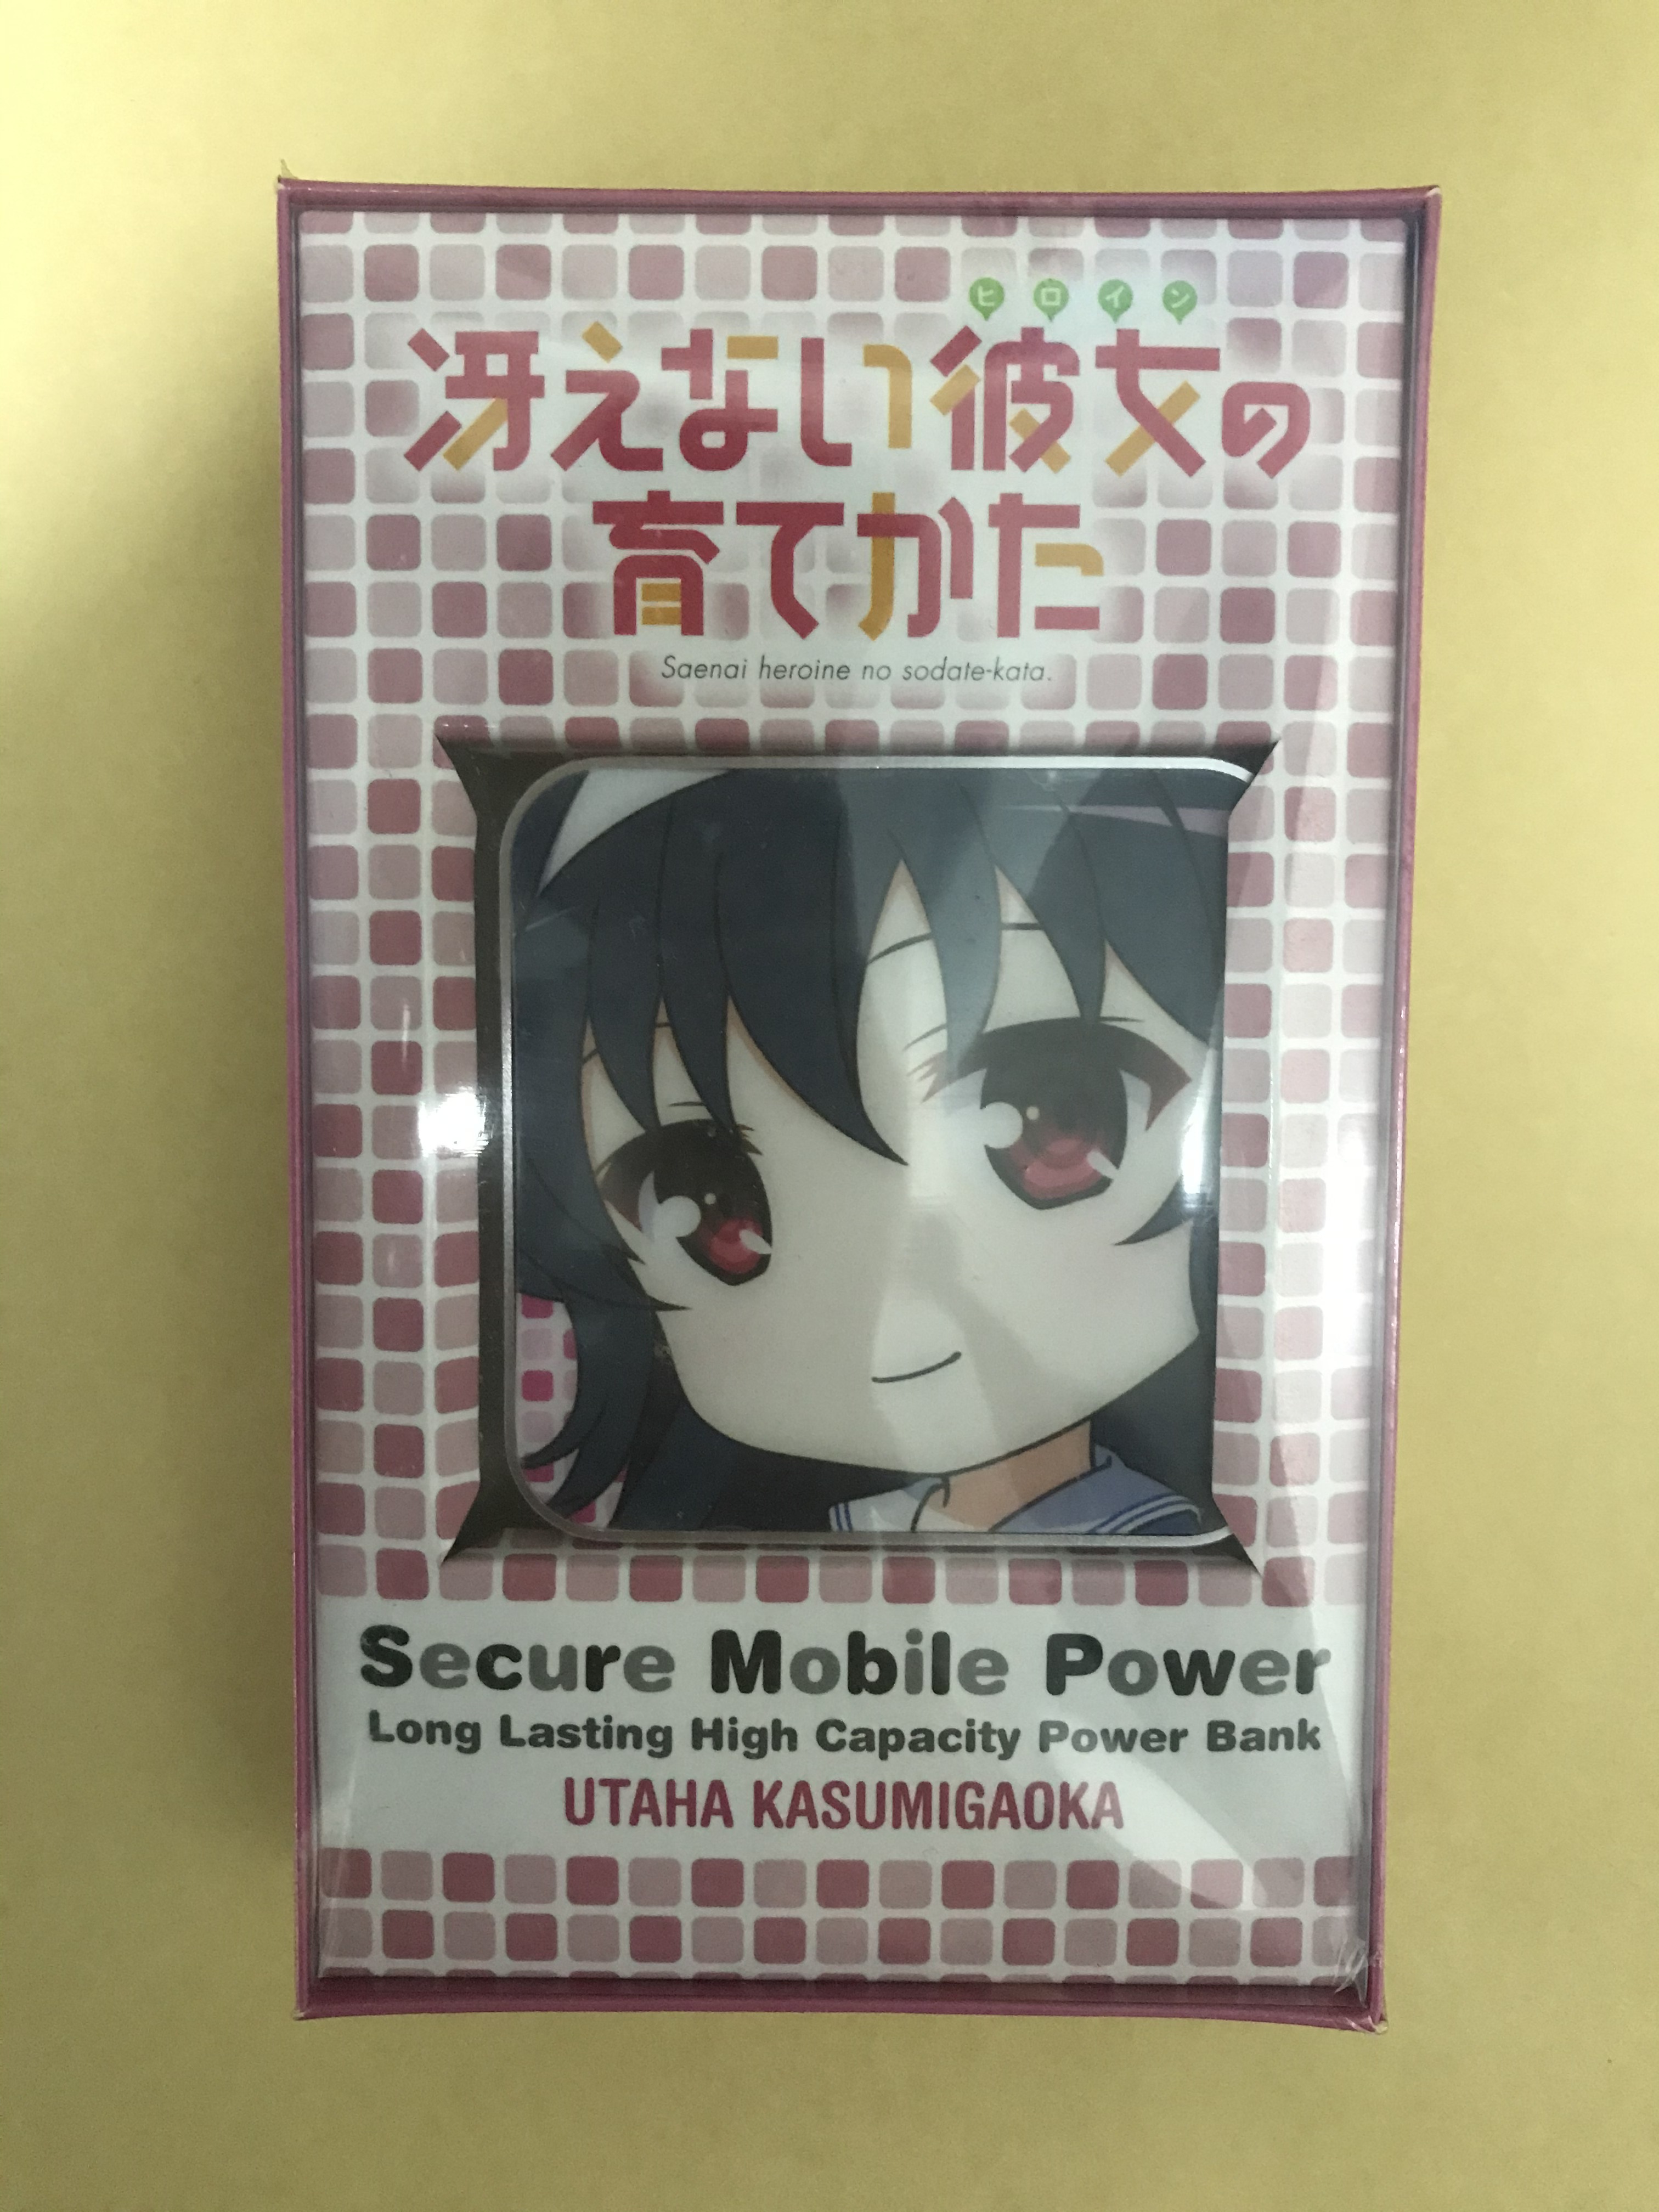 ヒロイン
冴えない彼女の
育てかた
Saenai heroine no sodate-kata.
Secure Mobile Power
Long Lasting High Capacity Power Bank
UTAHA KASUMIGAOKA